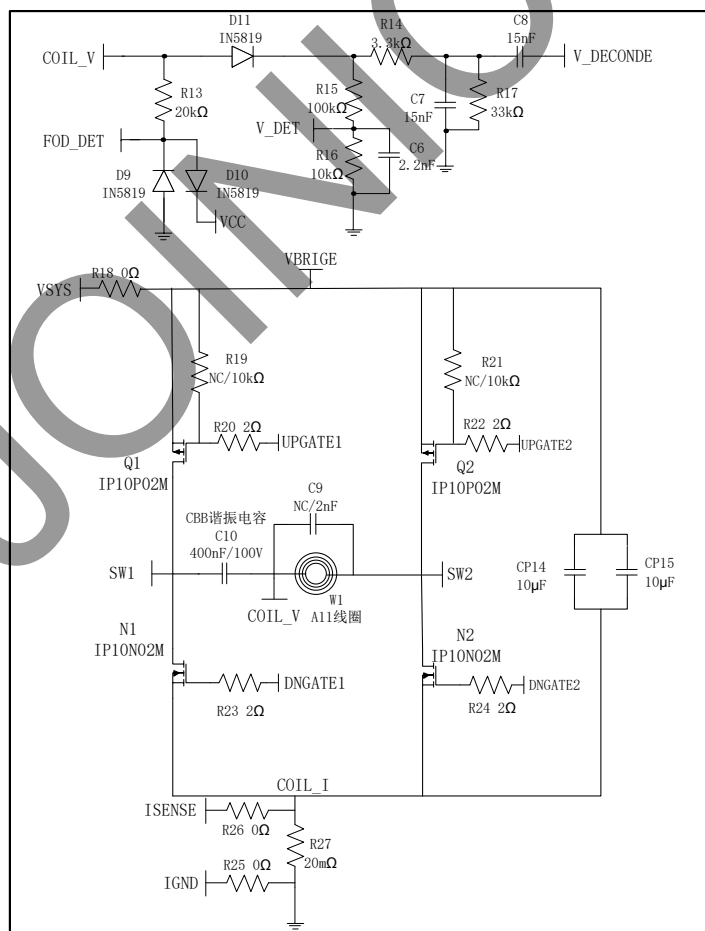 D11
IN5819
COIL_V
R14
3.3kΩ
C8
15nF
V_DECONDE
R13
20kΩ
R15
100kΩ
C7
15nF
R17
33kΩ
FOD_DET
V_DET
R16
10kΩ
C6
2.2nF
D9
IN5819
D10
IN5819
VCC
VBRIGE
R18 0Ω
VSYS
R19
NC/10kΩ
R21
NC/10kΩ
R20 2Ω
UPGATE1
R22 2Ω
UPGATE2
Q1
IP10P02M
Q2
IP10P02M
CBB谐振电容
C10
400nF/100V
C9
NC/2nF
SW1
SW2
COIL_V
W1
A11线圈
CP14
10μF
CP15
10μF
N1
IP10N02M
N2
IP10N02M
DNGATE1
R23 2Ω
DNGATE2
R24 2Ω
COIL_I
ISENSE
R26 0Ω
R27
20mΩ
R25 0Ω
IGND